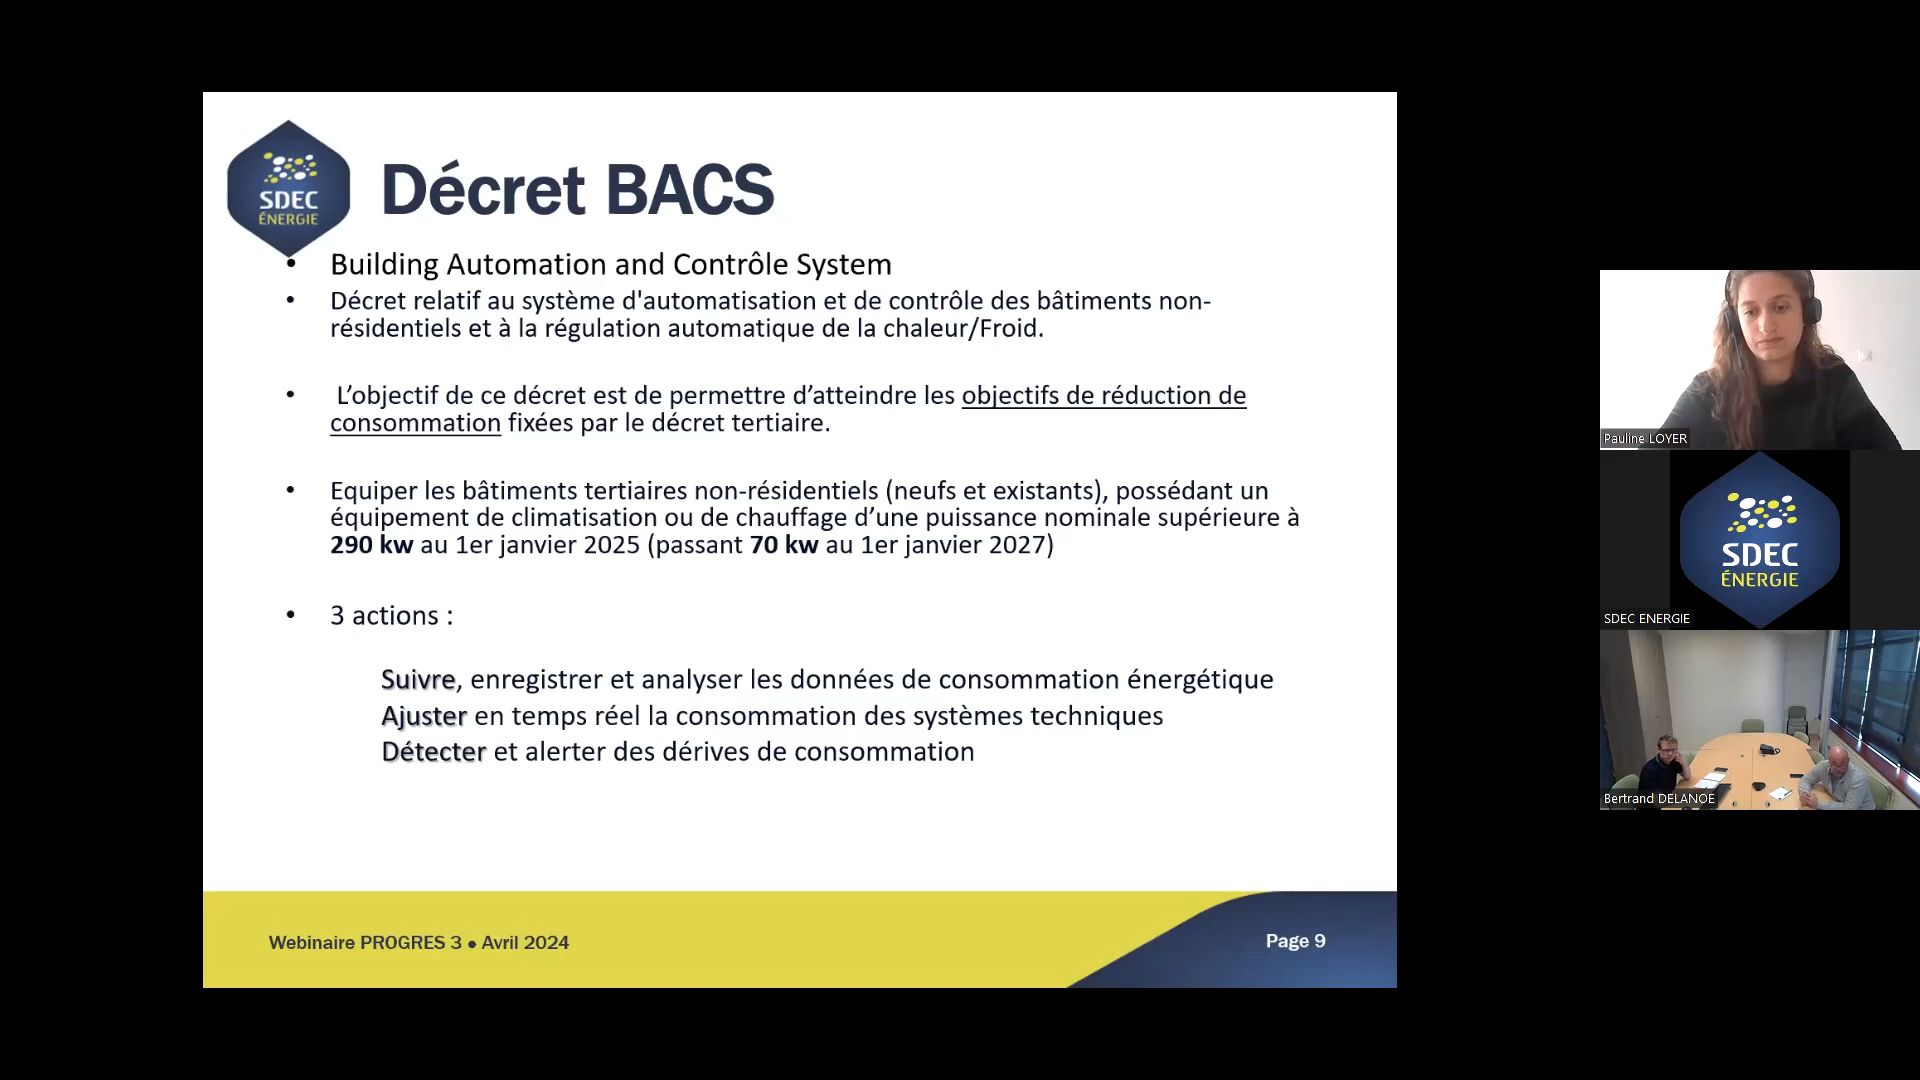 SDEC
ÉNERGIE
Décret BACS
• Building Automation and Contrôle System
• Décret relatif au système d'automatisation et de contrôle des bâtiments non-
résidentiels et à la régulation automatique de la chaleur/Froid.
• L’objectif de ce décret est de permettre d’atteindre les objectifs de réduction de
consommation fixées par le décret tertiaire.
• Equiper les bâtiments tertiaires non-résidentiels (neufs et existants), possédant un
équipement de climatisation ou de chauffage d’une puissance nominale supérieure à
290 kw au 1er janvier 2025 (passant 70 kw au 1er janvier 2027)
• 3 actions :
Suivre, enregistrer et analyser les données de consommation énergétique
Ajuster en temps réel la consommation des systèmes techniques
Détecter et alerter des dérives de consommation
Webinaire PROGRES 3 • Avril 2024
Page 9
Pauline LOYER
SDEC
ÉNERGIE
SDEC ENERGIE
Bertrand DELANOE